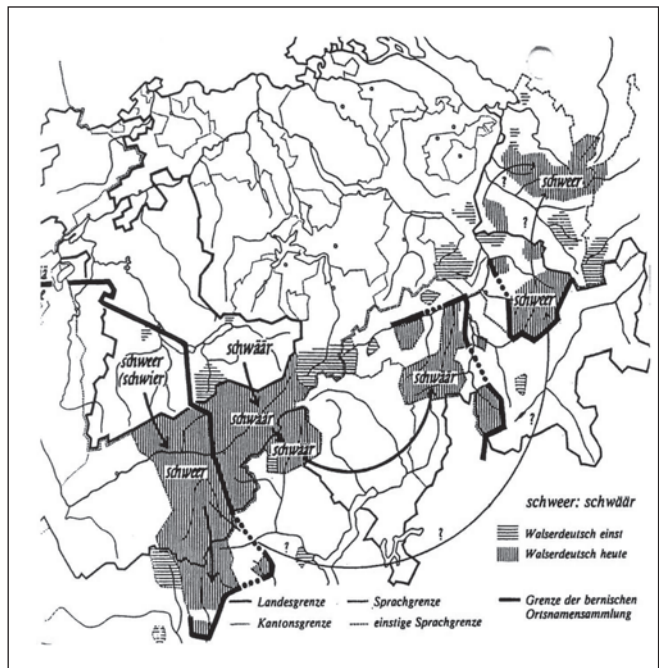 ?
schweer
schweer
schweer
(schwier)
schwäär
schwäär
schwäär
schwäär
schweer
?
?
?
schweer: schwäär
Walserdeutsch einst
Walserdeutsch heute
Landesgrenze
Sprachgrenze
Kantonsgrenze
einstige Sprachgrenze
Grenze der bernischen
Ortsnamensammlung